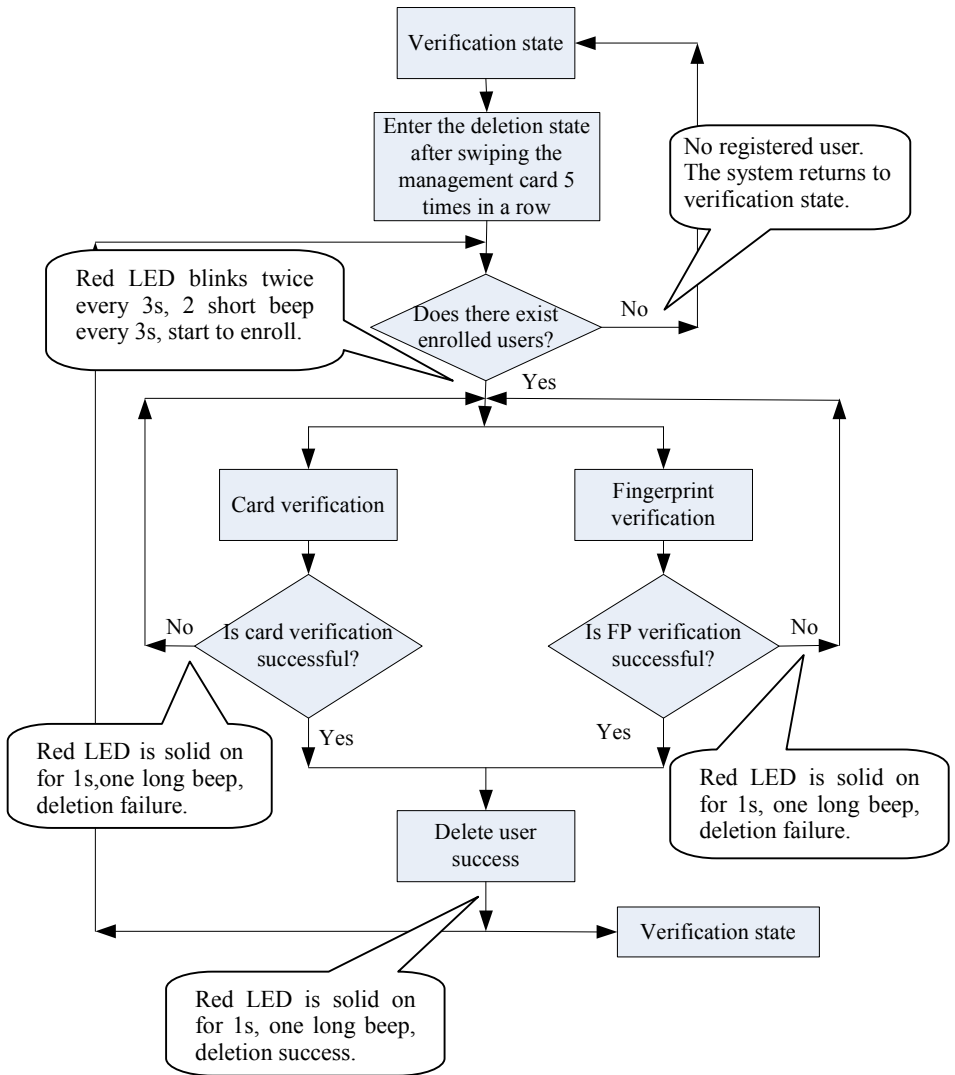 Verification state
Enter the deletion state
after swiping the
management card 5
times in a row
No registered user.
The system returns to
verification state.
Red LED blinks twice
every 3s, 2 short beep
every 3s, start to enroll.
Does there exist
enrolled users?
No
Yes
Card verification
Fingerprint
verification
No
Is card verification
successful?
Is FP verification
successful?
No
Yes
Yes
Red LED is solid on
for 1s,one long beep,
deletion failure.
Red LED is solid on
for 1s, one long beep,
deletion failure.
Delete user
success
Verification state
Red LED is solid on
for 1s, one long beep,
deletion success.